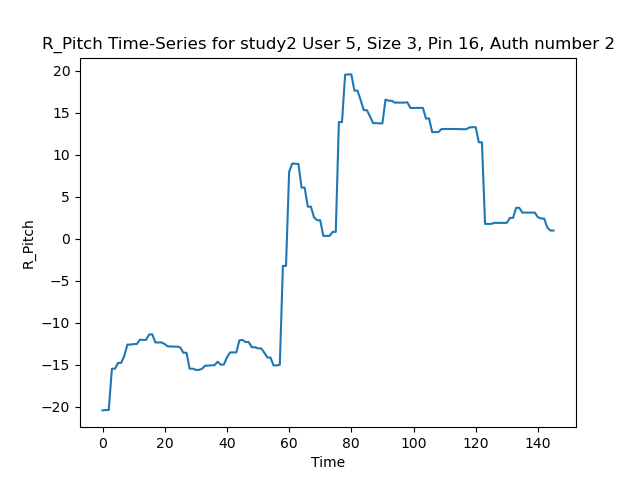 R_Pitch Time-Series for study2 User 5, Size 3, Pin 16, Auth number 2
20
15
10
5
0
−5
−10
−15
−20
R_Pitch
0 20 40 60 80 100 120 140
Time